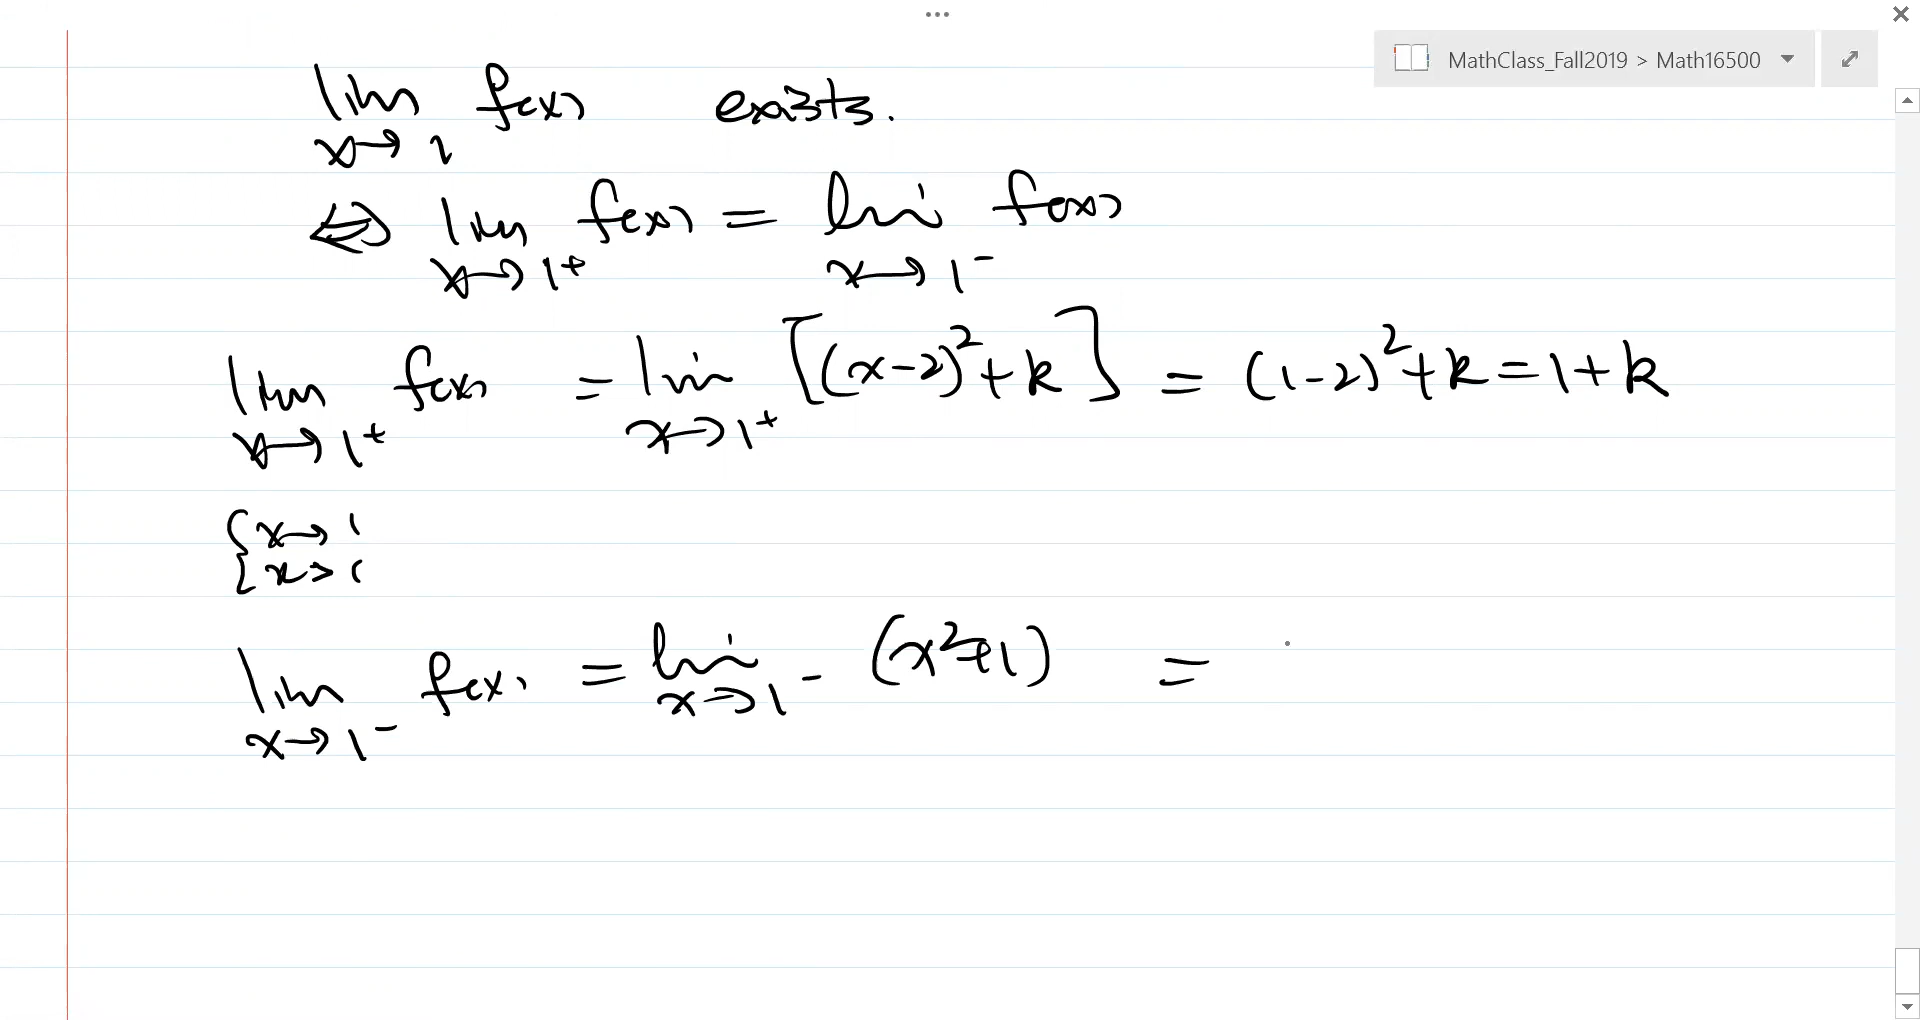 MathClass_Fall2019 > Math16500
lim f(x) exists.
x→1
⇔ lim f(x) = lim f(x)
x→1⁺ x→1⁻
lim f(x) = lim [(x-2)²+k] = (1-2)²+k=1+k
x→1⁺ x→1⁺
{x→1
x>1
lim f(x) = lim (x²+1) =
x→1⁻ x→1⁻